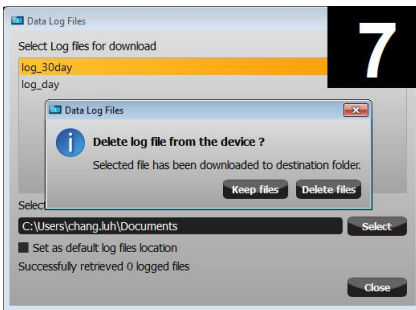 Data Log Files
7
Select Log files for download
log_30day
log_day
Data Log Files
Delete log file from the device ?
Selected file has been downloaded to destination folder.
Keep files Delete files
Select
C:\Users\chang.luh\Documents Select
Set as default log files location
Successfully retrieved 0 logged files
Close